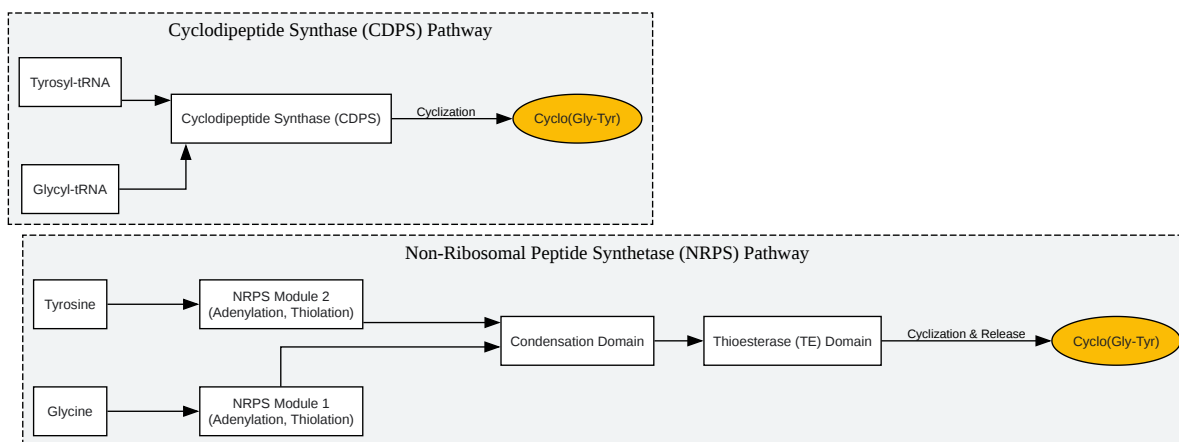 Cyclodipeptide Synthase (CDPS) Pathway
Tyrosyl-tRNA
Cyclodipeptide Synthase (CDPS)
Cyclization
Cyclo(Gly-Tyr)
Glycyl-tRNA
Non-Ribosomal Peptide Synthetase (NRPS) Pathway
Tyrosine
NRPS Module 2
(Adenylation, Thiolation)
Condensation Domain
Thioesterase (TE) Domain
Cyclization & Release
Cyclo(Gly-Tyr)
Glycine
NRPS Module 1
(Adenylation, Thiolation)